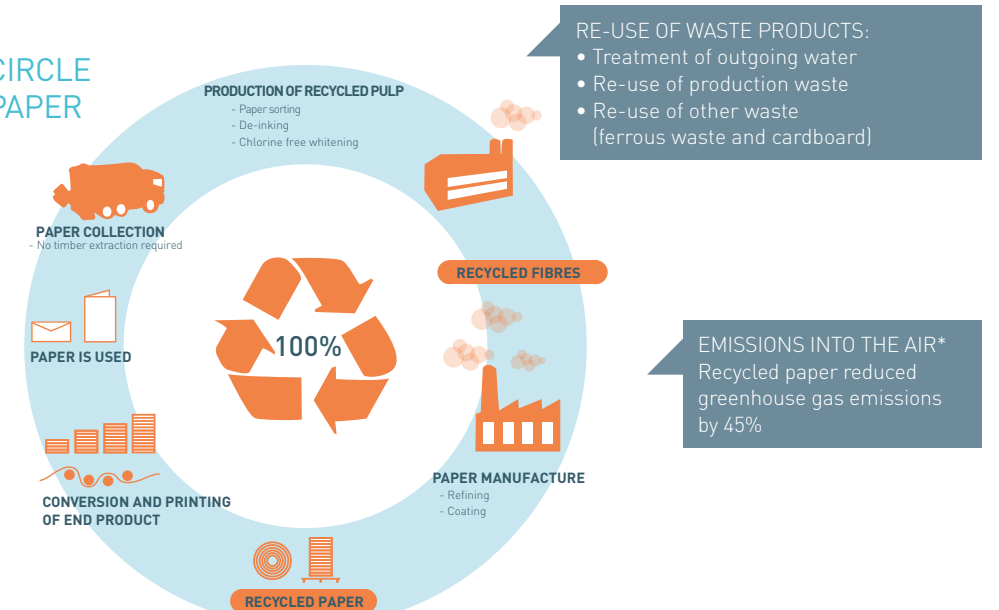 CIRCLE
PAPER
RE-USE OF WASTE PRODUCTS:
• Treatment of outgoing water
• Re-use of production waste
• Re-use of other waste
(ferrous waste and cardboard)
PRODUCTION OF RECYCLED PULP
- Paper sorting
- De-inking
- Chlorine free whitening
PAPER COLLECTION
- No timber extraction required
RECYCLED FIBRES
100%
PAPER IS USED
EMISSIONS INTO THE AIR*
Recycled paper reduced
greenhouse gas emissions
by 45%
PAPER MANUFACTURE
- Refining
- Coating
CONVERSION AND PRINTING
OF END PRODUCT
RECYCLED PAPER